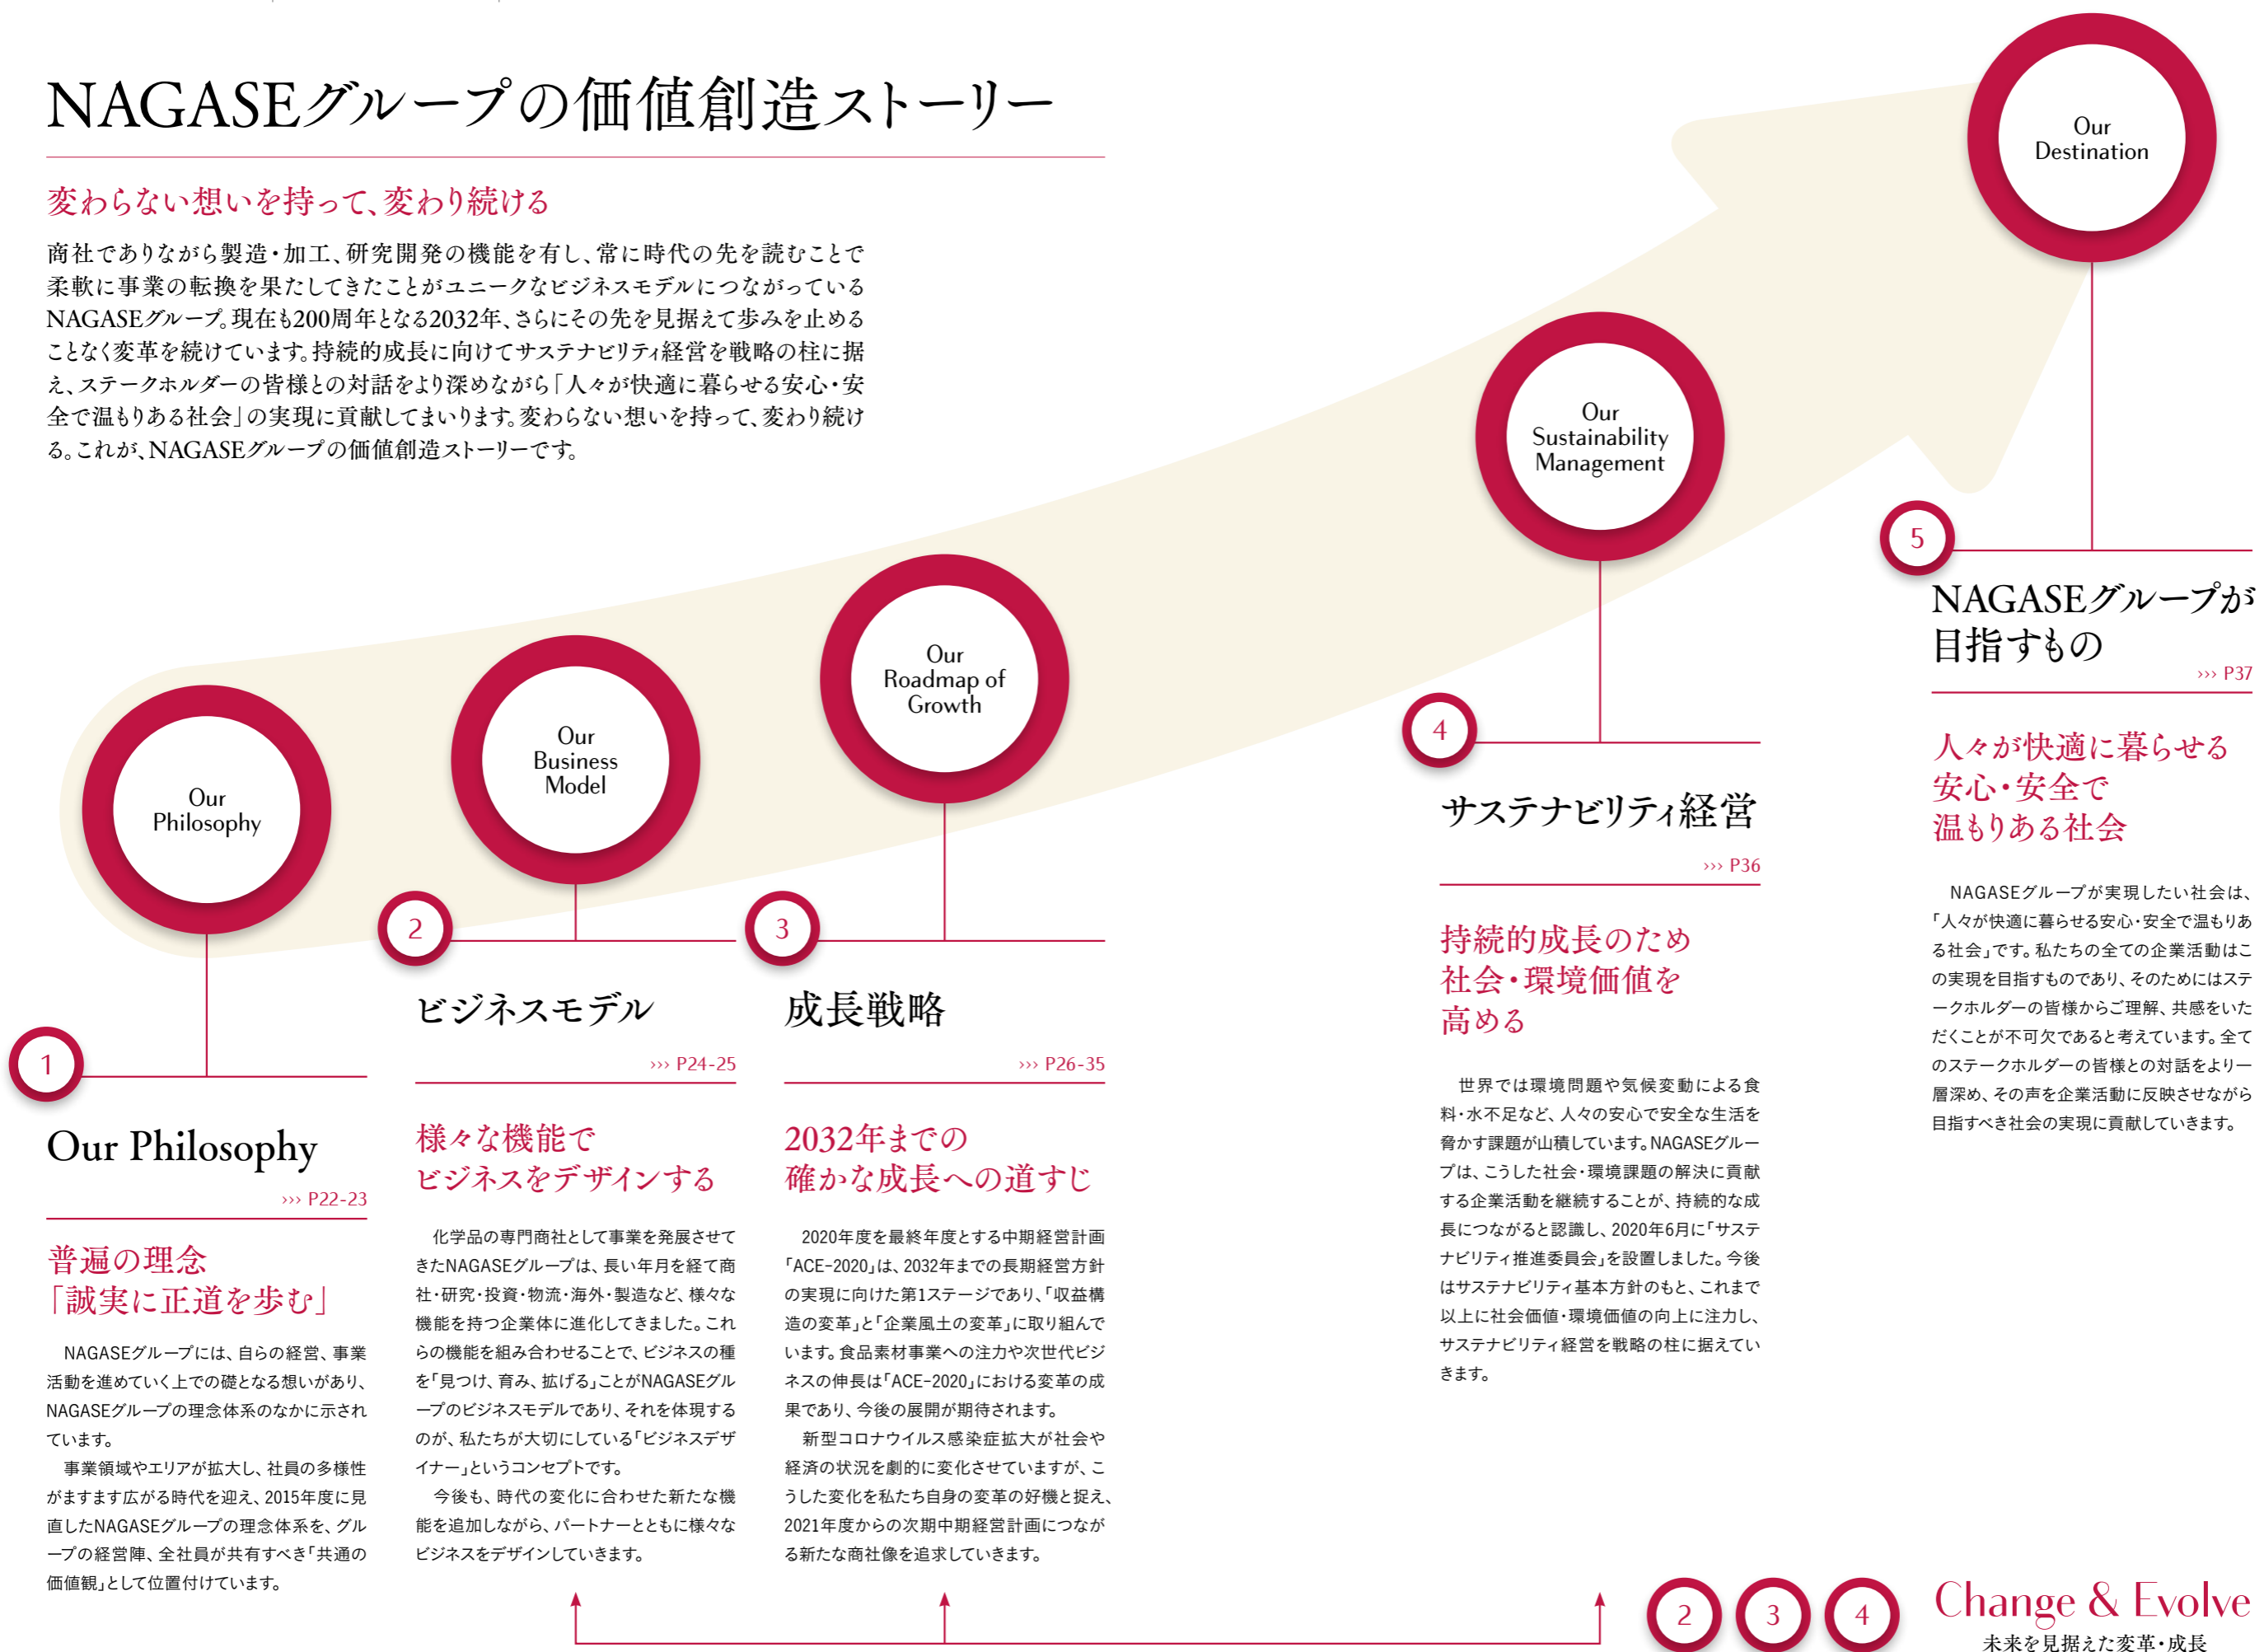 NAGASEグループの価値創造ストーリー
変わらない想いを持って、変わり続ける
商社でありながら製造・加工、研究開発の機能を有し、常に時代の先を読むことで
柔軟に事業の転換を果たしてきたことがユニークなビジネスモデルにつながっている
NAGASEグループ。現在も200周年となる2032年、さらにその先を見据えて歩みを止める
ことなく変革を続けています。持続的成長に向けてサステナビリティ経営を戦略の柱に据
え、ステークホルダーの皆様との対話をより深めながら「人々が快適に暮らせる安心・安
全で温もりある社会」の実現に貢献してまいります。変わらない想いを持って、変わり続け
る。これが、NAGASEグループの価値創造ストーリーです。
Our
Philosophy
1
Our Philosophy
››› P22-23
普遍の理念
「誠実に正道を歩む」
NAGASEグループには、自らの経営、事業
活動を進めていく上での礎となる想いがあり、
NAGASEグループの理念体系のなかに示され
ています。
事業領域やエリアが拡大し、社員の多様性
がますます広がる時代を迎え、2015年度に見
直したNAGASEグループの理念体系を、グル
ープの経営陣、全社員が共有すべき「共通の
価値観」として位置付けています。
Our
Business
Model
2
ビジネスモデル
››› P24-25
様々な機能で
ビジネスをデザインする
化学品の専門商社として事業を発展させて
きたNAGASEグループは、長い年月を経て商
社・研究・投資・物流・海外・製造など、様々な
機能を持つ企業体に進化してきました。これ
らの機能を組み合わせることで、ビジネスの種
を「見つけ、育み、拡げる」ことがNAGASEグル
ープのビジネスモデルであり、それを体現する
のが、私たちが大切にしている「ビジネスデザ
イナー」というコンセプトです。
今後も、時代の変化に合わせた新たな機
能を追加しながら、パートナーとともに様々な
ビジネスをデザインしていきます。
Our
Roadmap of
Growth
3
成長戦略
››› P26-35
2032年までの
確かな成長への道すじ
2020年度を最終年度とする中期経営計画
「ACE-2020」は、2032年までの長期経営方針
の実現に向けた第1ステージであり、「収益構
造の変革」と「企業風土の変革」に取り組んで
います。食品素材事業への注力や次世代ビジ
ネスの伸長は「ACE-2020」における変革の成
果であり、今後の展開が期待されます。
新型コロナウイルス感染症拡大が社会や
経済の状況を劇的に変化させていますが、こ
うした変化を私たち自身の変革の好機と捉え、
2021年度からの次期中期経営計画につなが
る新たな商社像を追求していきます。
Our
Sustainability
Management
4
サステナビリティ経営
››› P36
持続的成長のため
社会・環境価値を
高める
世界では環境問題や気候変動による食
料・水不足など、人々の安心で安全な生活を
脅かす課題が山積しています。NAGASEグルー
プは、こうした社会・環境課題の解決に貢献
する企業活動を継続することが、持続的な成
長につながると認識し、2020年6月に「サステ
ナビリティ推進委員会」を設置しました。今後
はサステナビリティ基本方針のもと、これまで
以上に社会価値・環境価値の向上に注力し、
サステナビリティ経営を戦略の柱に据えてい
きます。
Our
Destination
5
NAGASEグループが
目指すもの
››› P37
人々が快適に暮らせる
安心・安全で
温もりある社会
NAGASEグループが実現したい社会は、
「人々が快適に暮らせる安心・安全で温もりあ
る社会」です。私たちの全ての企業活動はこ
の実現を目指すものであり、そのためにはステ
ークホルダーの皆様からご理解、共感をいた
だくことが不可欠であると考えています。全て
のステークホルダーの皆様との対話をより一
層深め、その声を企業活動に反映させながら
目指すべき社会の実現に貢献していきます。
2 3 4 Change & Evolve
未来を見据えた変革・成長